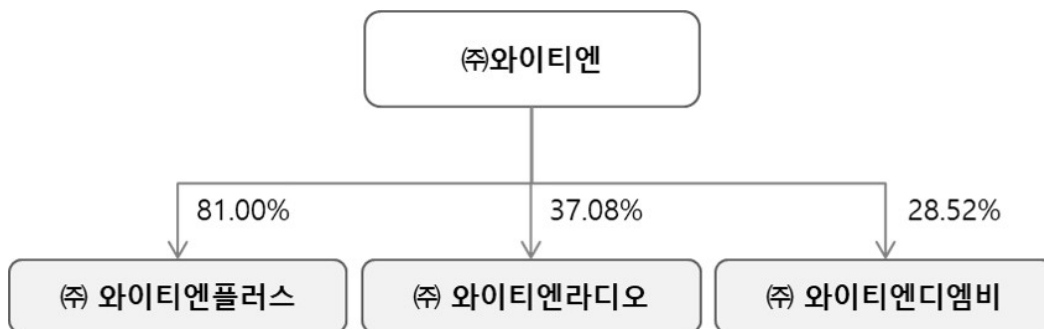 ㈜와이티엔
81.00%
37.08%
28.52%
㈜ 와이티엔플러스
㈜ 와이티엔라디오
㈜ 와이티엔디엠비